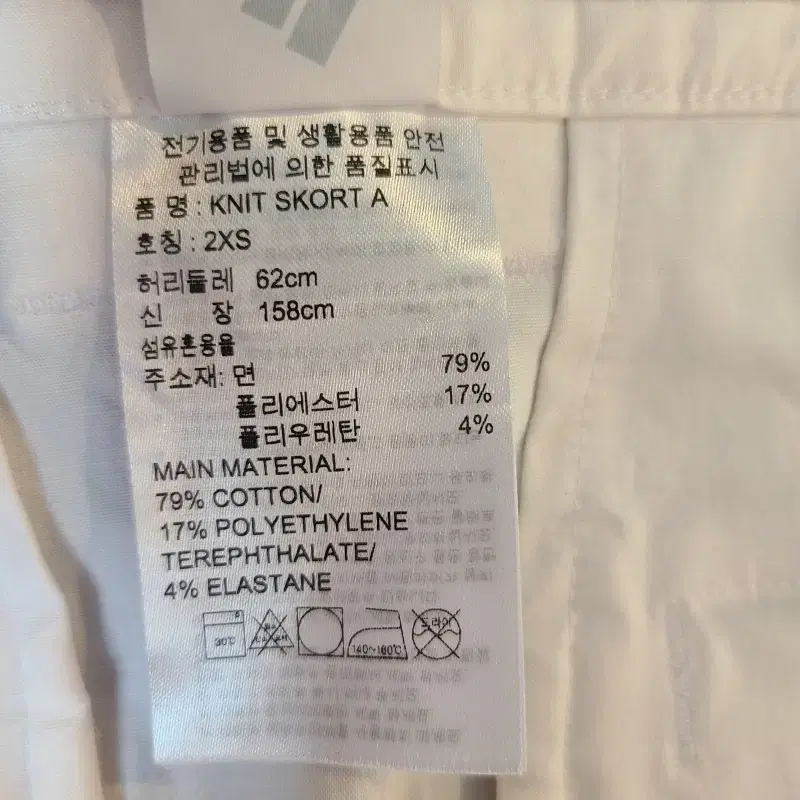 전기용품 및 생활용품 안전
관리법에 의한 품질표시
품 명 : KNIT SKORT A
호칭 : 2XS
허리둘레 62cm
신 장 158cm
섬유혼용율
주소재: 면 79%
폴리에스터 17%
폴리우레탄 4%
MAIN MATERIAL:
79% COTTON/
17% POLYETHYLENE
TEREPHTHALATE/
4% ELASTANE
30℃
140~160℃ 드라이